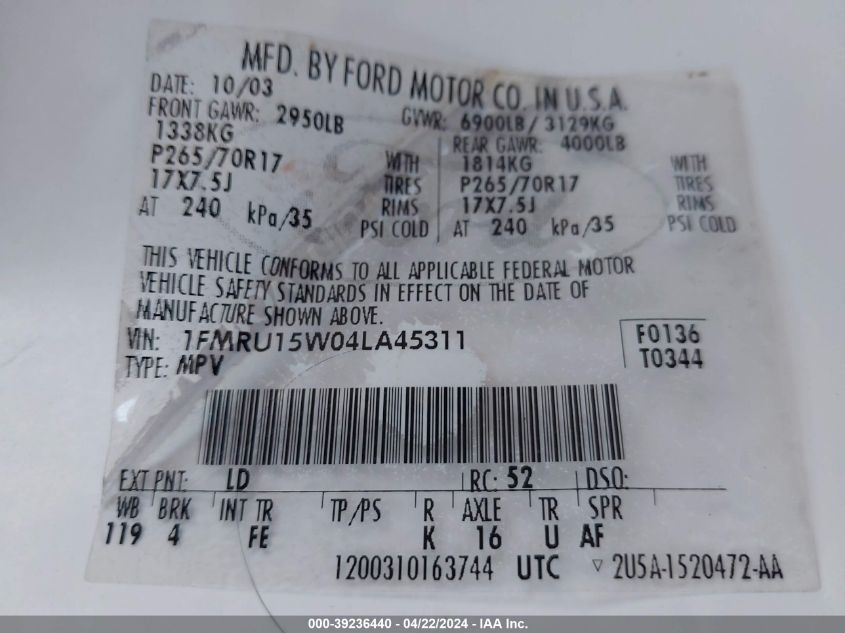 MFD. BY FORD MOTOR CO. IN U.S.A.
DATE: 10/03 GVWR: 6900LB / 3129KG
FRONT GAWR: 2950LB REAR GAWR: 4000LB
1338KG WITH 1814KG WITH
P265/70R17 TIRES P265/70R17 TIRES
17X7.5J RIMS 17X7.5J RIMS
AT 240 kPa/35 PSI COLD AT 240 kPa/35 PSI COLD
THIS VEHICLE CONFORMS TO ALL APPLICABLE FEDERAL MOTOR
VEHICLE SAFETY STANDARDS IN EFFECT ON THE DATE OF
MANUFACTURE SHOWN ABOVE.
VIN: 1FMRU15W04LA45311 F0136
TYPE: MPV T0344
EXT PNT: LD RC: 52 DSO:
WB BRK INT TR TP/PS R AXLE TR SPR
119 4 FE K 16 U AF
1200310163744 UTC ▽ 2U5A-1520472-AA
000-39236440 - 04/22/2024 - IAA Inc.